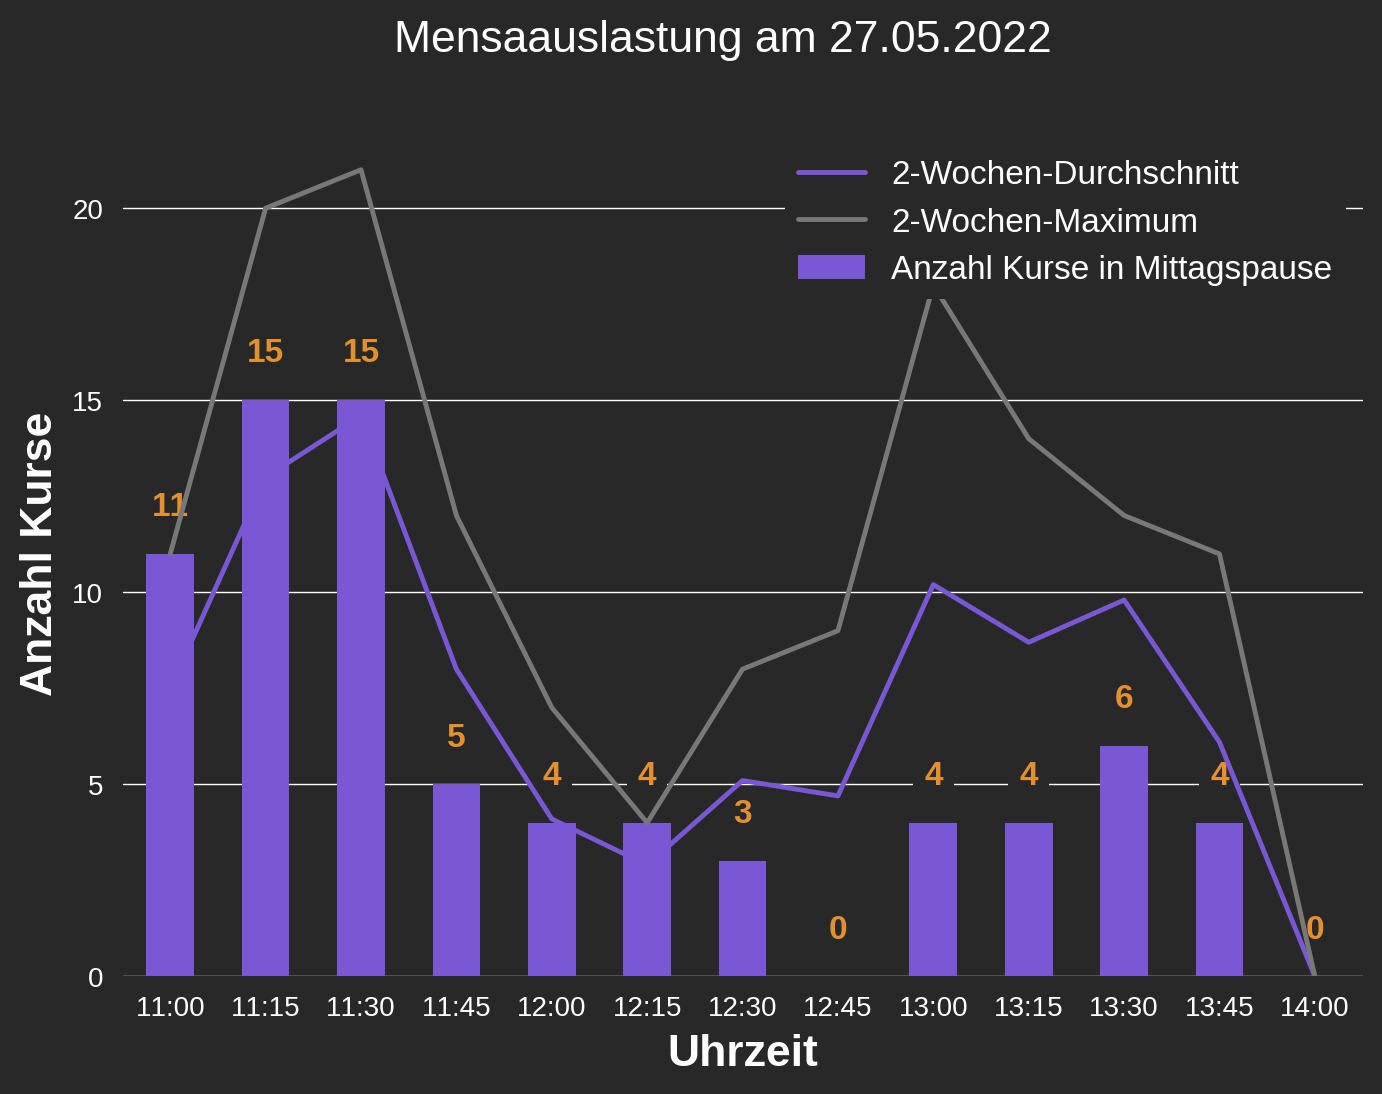 Mensaauslastung am 27.05.2022
2-Wochen-Durchschnitt
2-Wochen-Maximum
Anzahl Kurse in Mittagspause
Anzahl Kurse
20
15
10
5
0
11
15
15
5
4
4
3
0
4
4
6
4
0
11:00 11:15 11:30 11:45 12:00 12:15 12:30 12:45 13:00 13:15 13:30 13:45 14:00
Uhrzeit